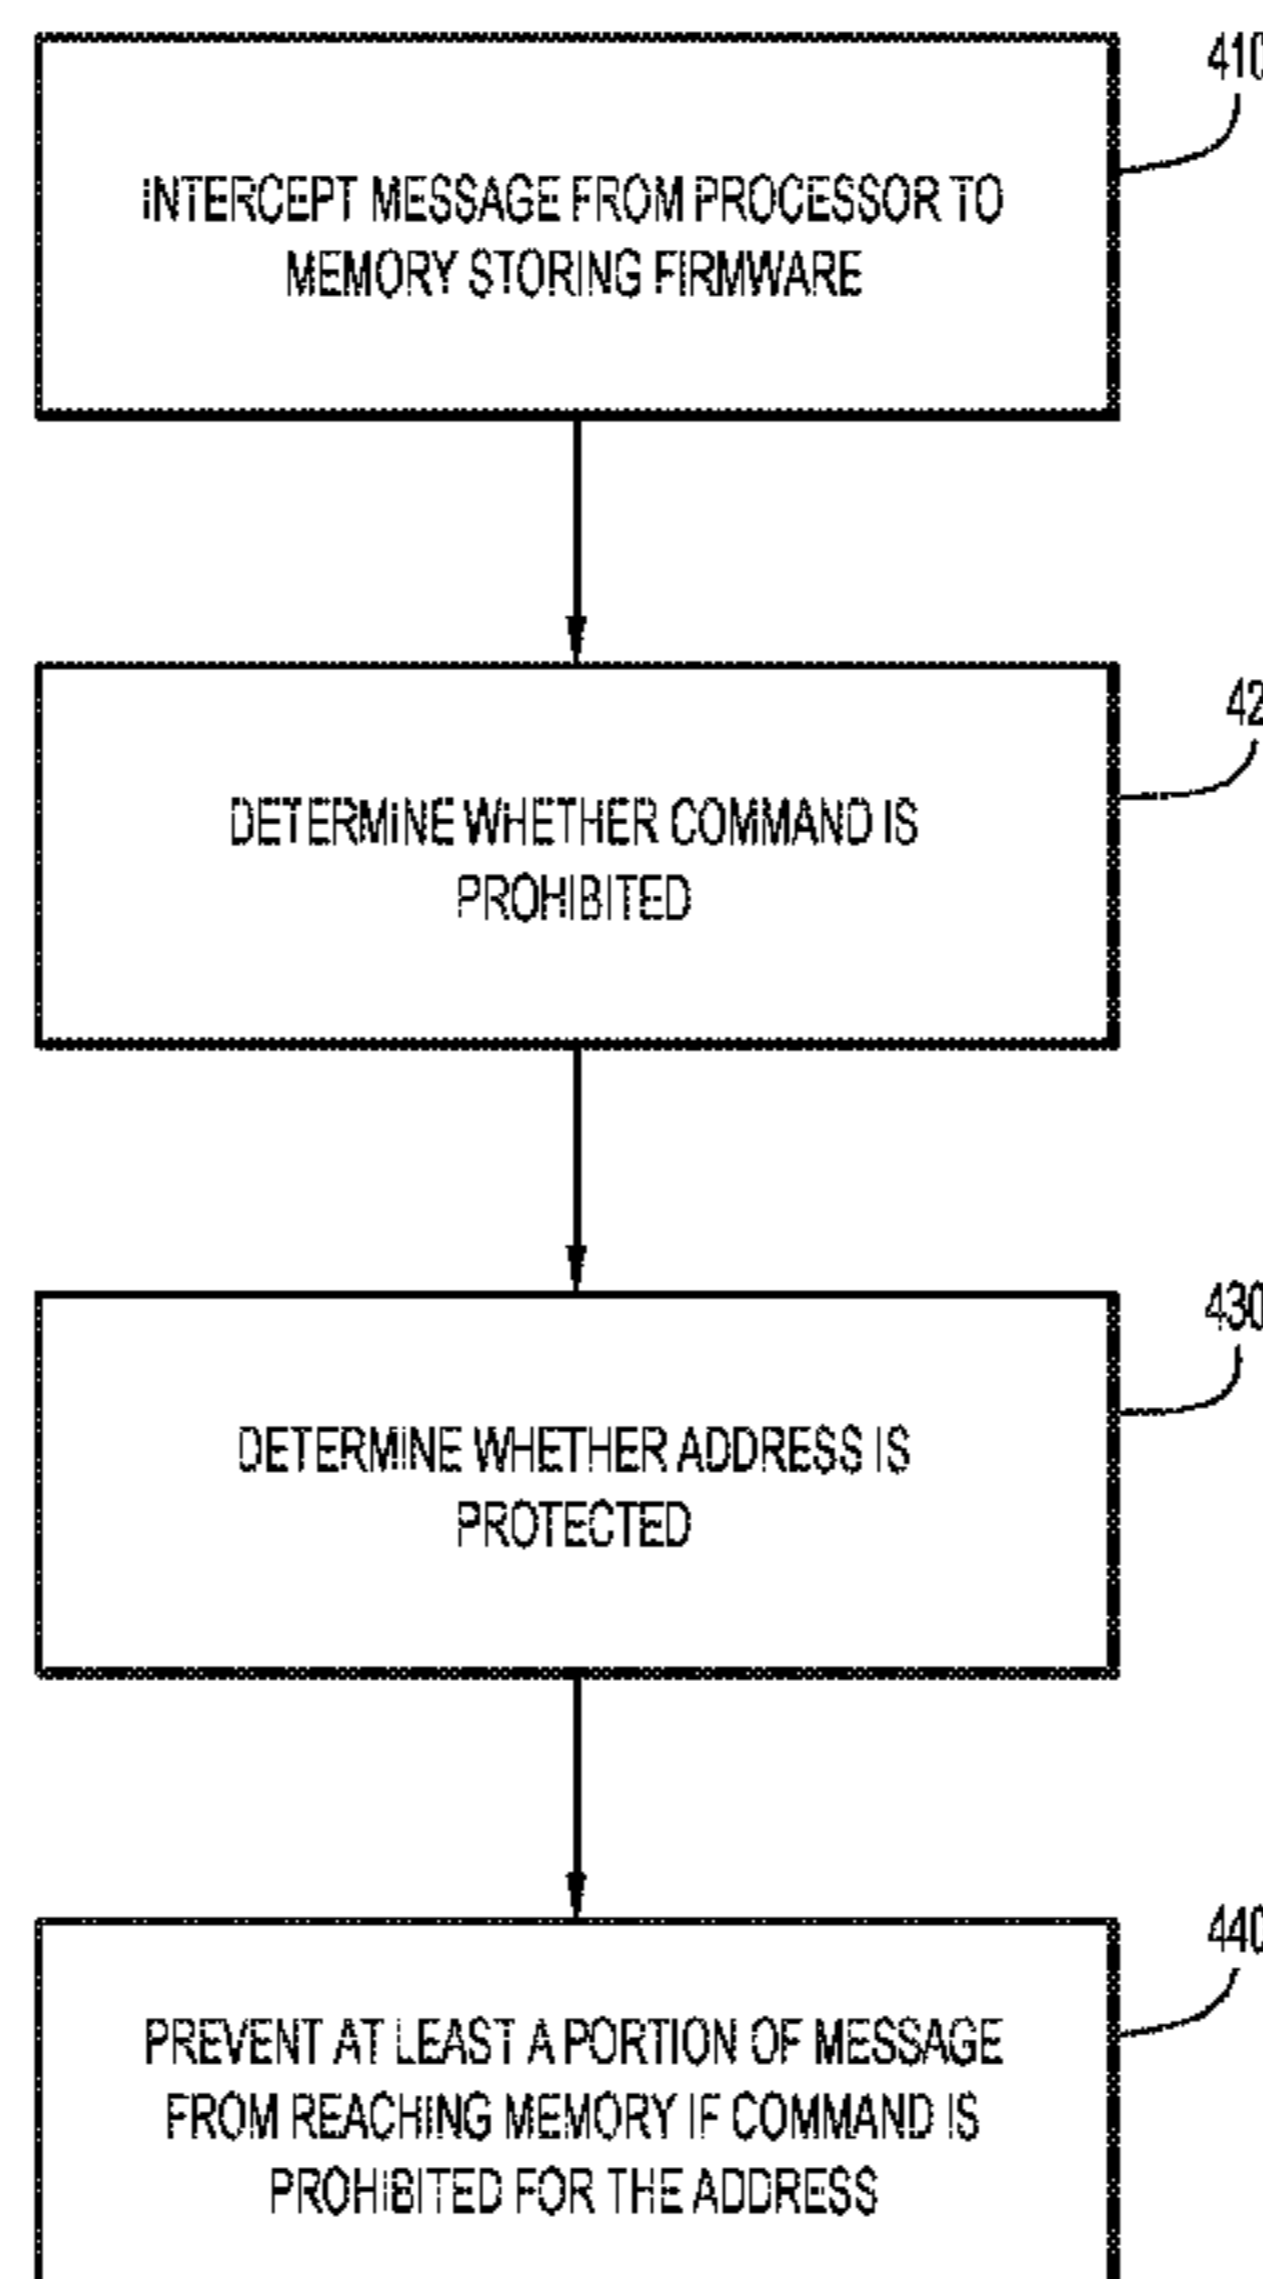 410
INTERCEPT MESSAGE FROM PROCESSOR TO
MEMORY STORING FIRMWARE
42
DETERMINE WHETHER COMMAND IS
PROHIBITED
430
DETERMINE WHETHER ADDRESS IS
PROTECTED
440
PREVENT AT LEAST A PORTION OF MESSAGE
FROM REACHING MEMORY IF COMMAND IS
PROHIBITED FOR THE ADDRESS